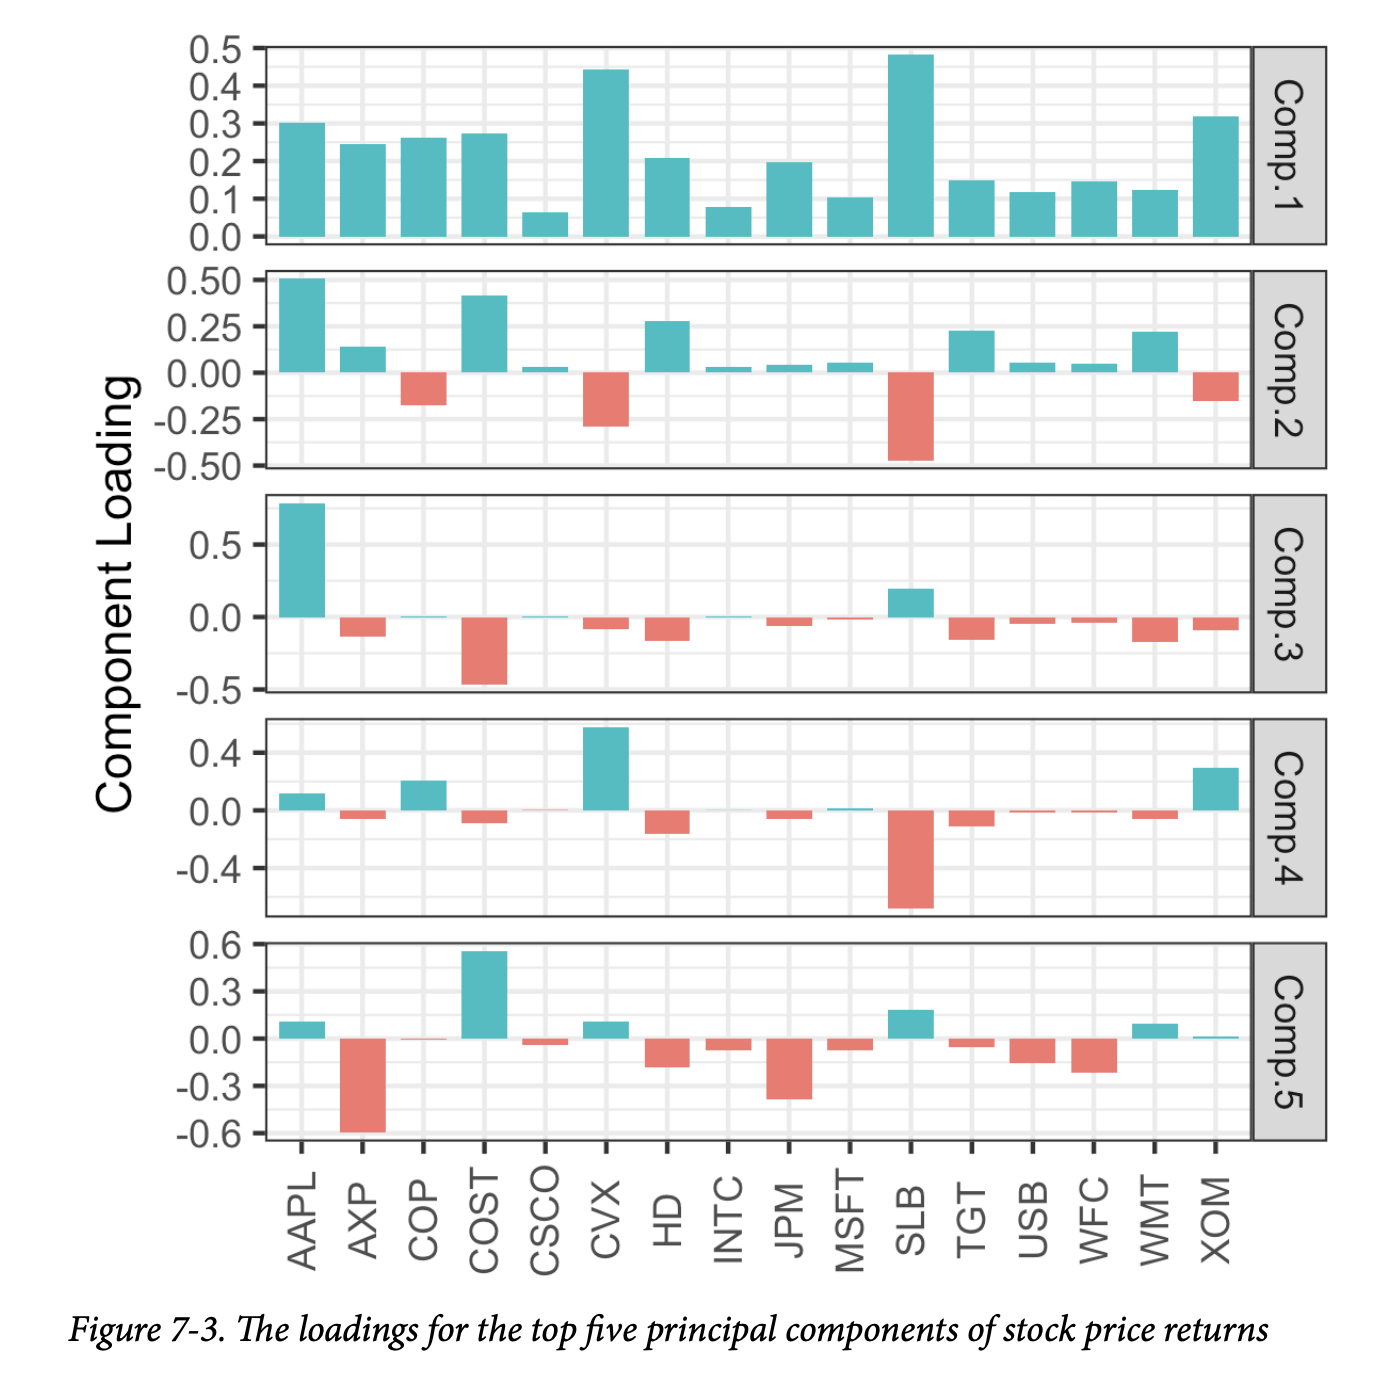 Component Loading
0.5
0.4
0.3
0.2
0.1
0.0
Comp.1
0.50
0.25
0.00
-0.25
-0.50
Comp.2
0.5
0.0
-0.5
Comp.3
0.4
0.0
-0.4
Comp.4
0.6
0.3
0.0
-0.3
-0.6
Comp.5
AAPL
AXP
COP
COST
CSCO
CVX
HD
INTC
JPM
MSFT
SLB
TGT
USB
WFC
WMT
XOM
Figure 7-3. The loadings for the top five principal components of stock price returns